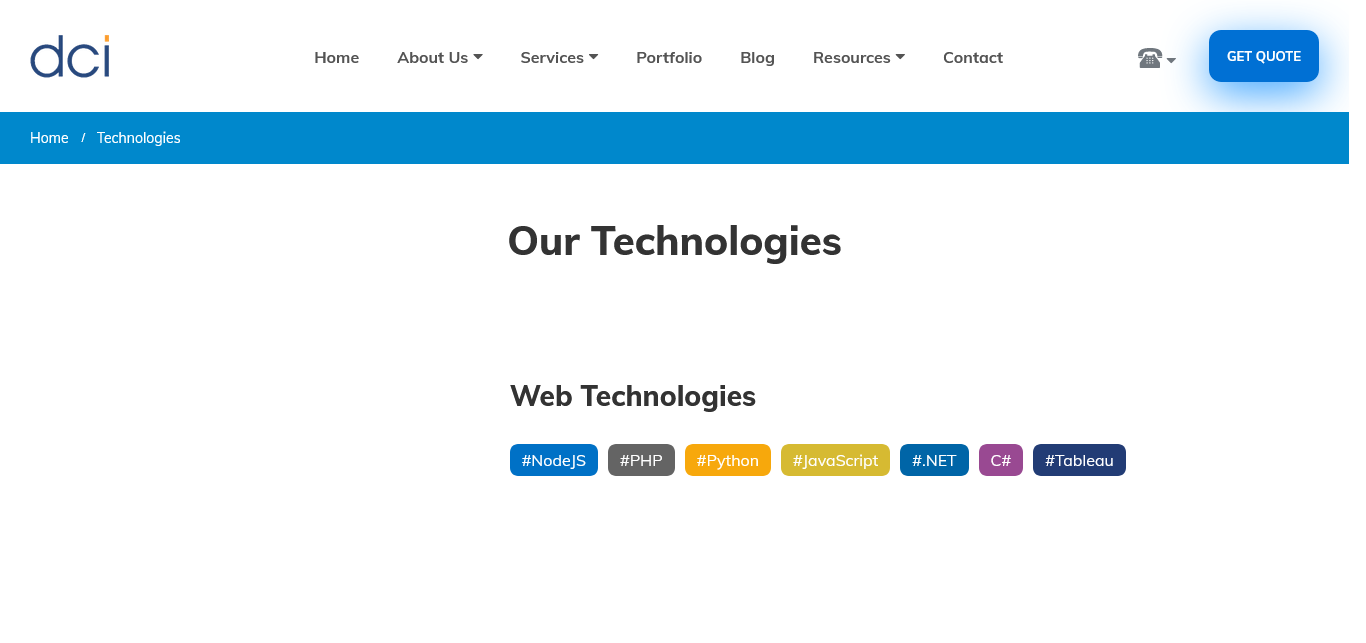 dci Home About Us Services Portfolio Blog Resources Contact GET QUOTE
Home / Technologies
Our Technologies
Web Technologies
#NodeJS #PHP #Python #JavaScript #.NET C# #Tableau